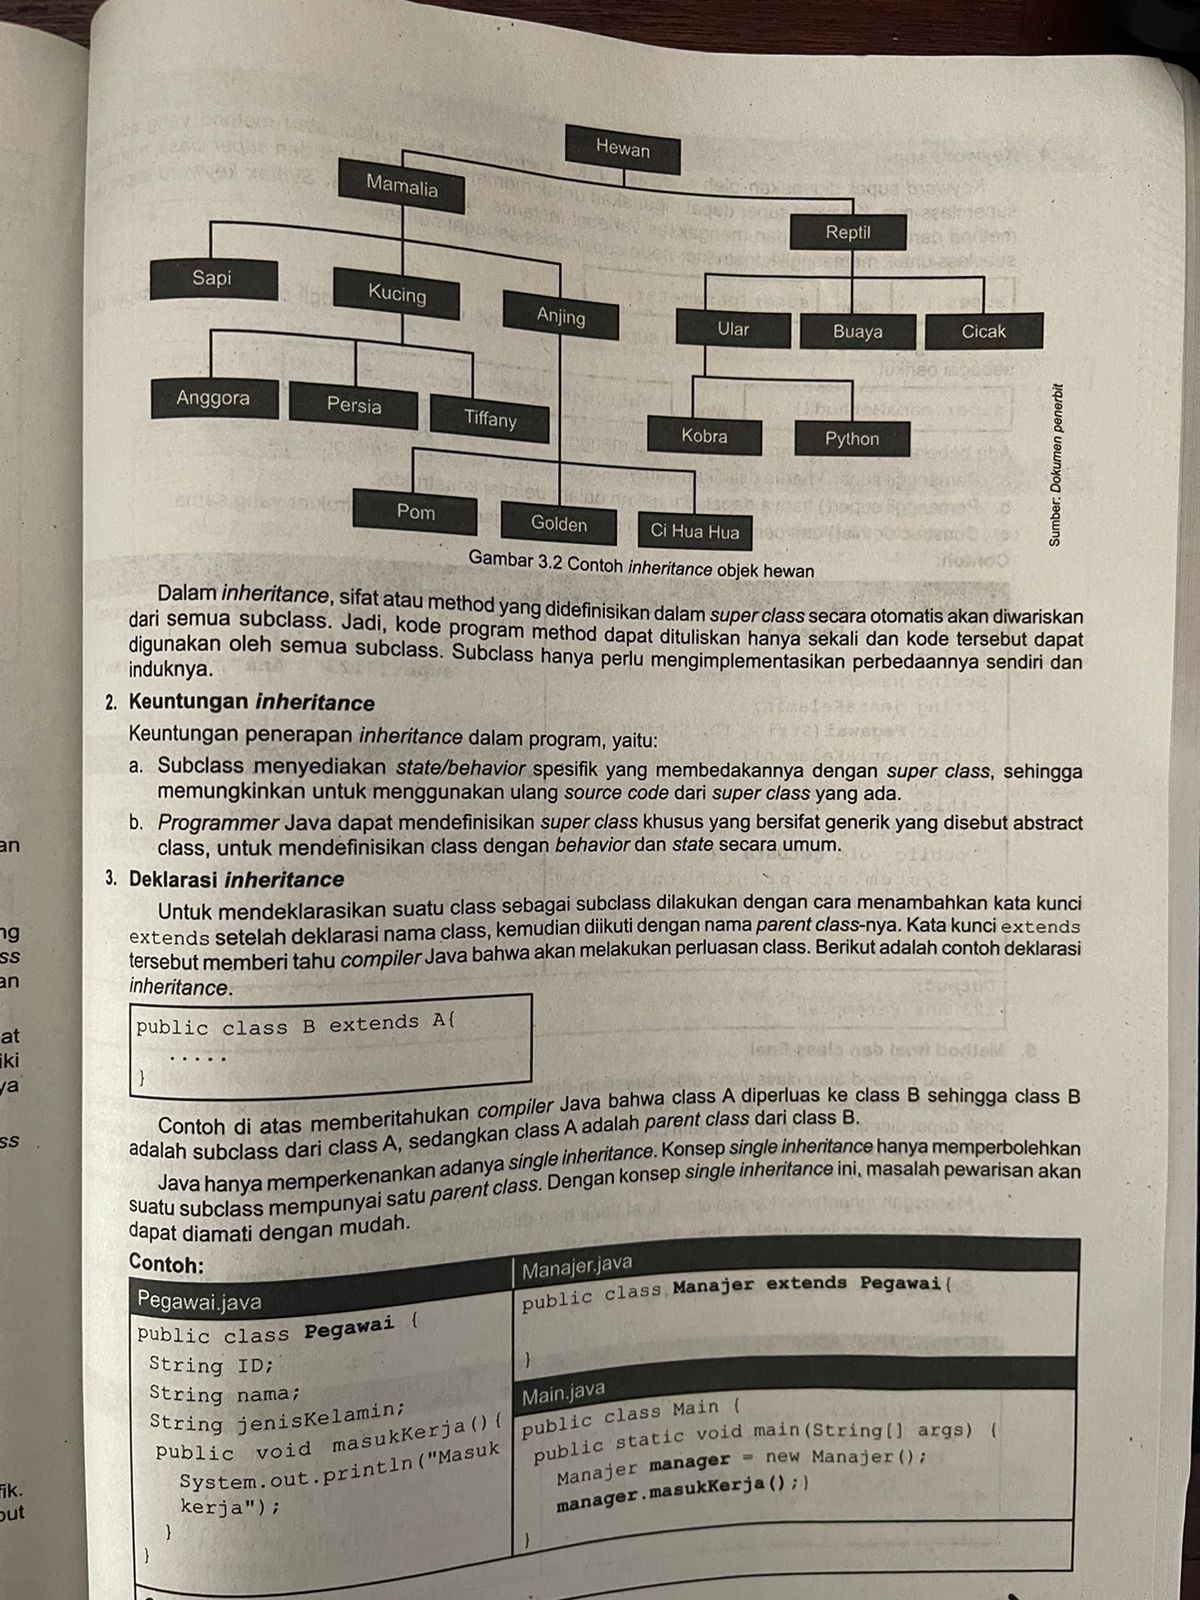 Hewan
Mamalia
Reptil
Sapi
Kucing
Anjing
Ular
Buaya
Cicak
Anggora
Persia
Tiffany
Kobra
Python
Pom
Golden
Ci Hua Hua
Sumber: Dokumen penerbit
Gambar 3.2 Contoh inheritance objek hewan
Dalam inheritance, sifat atau method yang didefinisikan dalam super class secara otomatis akan diwariskan
dari semua subclass. Jadi, kode program method dapat dituliskan hanya sekali dan kode tersebut dapat
digunakan oleh semua subclass. Subclass hanya perlu mengimplementasikan perbedaannya sendiri dan
induknya.
2. Keuntungan inheritance
Keuntungan penerapan inheritance dalam program, yaitu:
a. Subclass menyediakan state/behavior spesifik yang membedakannya dengan super class, sehingga
memungkinkan untuk menggunakan ulang source code dari super class yang ada.
b. Programmer Java dapat mendefinisikan super class khusus yang bersifat generik yang disebut abstract
class, untuk mendefinisikan class dengan behavior dan state secara umum.
3. Deklarasi inheritance
Untuk mendeklarasikan suatu class sebagai subclass dilakukan dengan cara menambahkan kata kunci
extends setelah deklarasi nama class, kemudian diikuti dengan nama parent class-nya. Kata kunci extends
tersebut memberi tahu compiler Java bahwa akan melakukan perluasan class. Berikut adalah contoh deklarasi
inheritance.
public class B extends A{
.....
}
Contoh di atas memberitahukan compiler Java bahwa class A diperluas ke class B sehingga class B
adalah subclass dari class A, sedangkan class A adalah parent class dari class B.
Java hanya memperkenankan adanya single inheritance. Konsep single inheritance hanya memperbolehkan
suatu subclass mempunyai satu parent class. Dengan konsep single inheritance ini, masalah pewarisan akan
dapat diamati dengan mudah.
Contoh:
Pegawai.java
public class Pegawai {
String ID;
String nama;
String jenisKelamin;
public void masukKerja(){
System.out.println("Masuk
kerja");
}
}
Manajer.java
public class Manajer extends Pegawai{
}
Main.java
public class Main {
public static void main(String[] args) {
Manajer manager = new Manajer();
manager.masukKerja();}
}